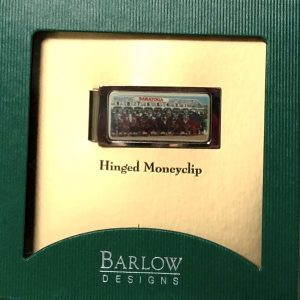 SARATOGA
Hinged Moneyclip
BARLOW
DESIGNS